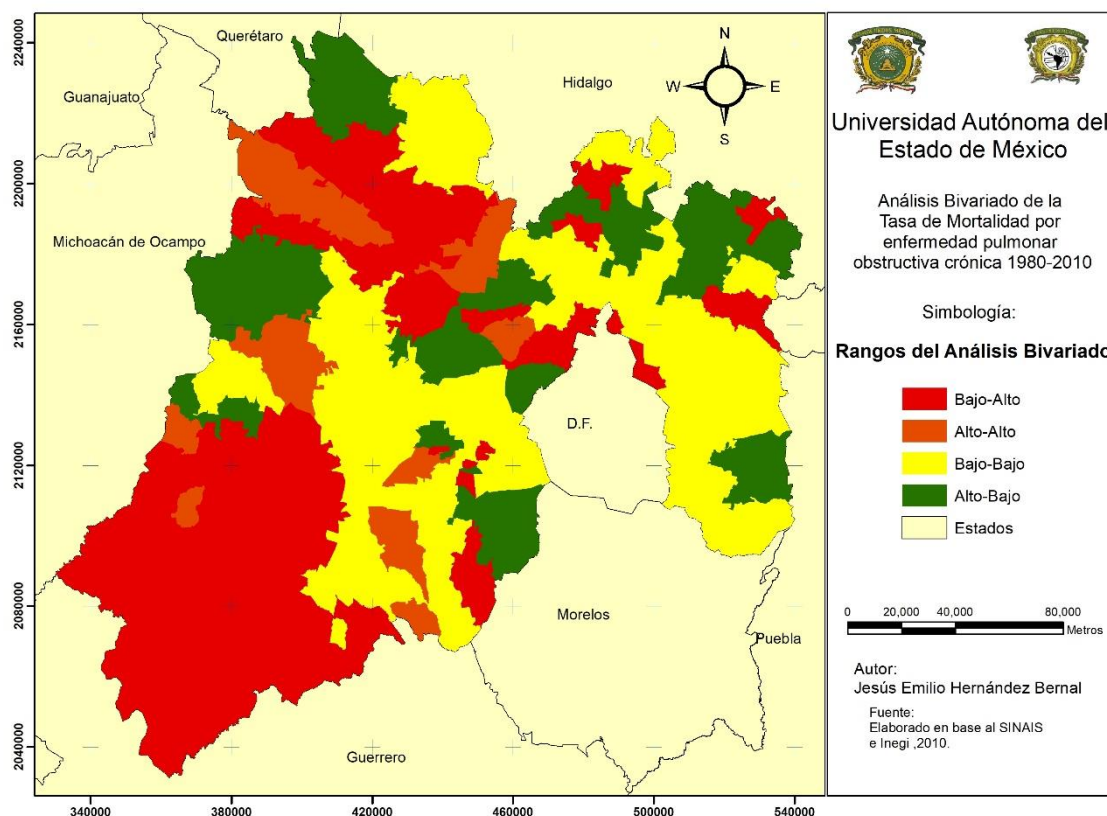 Querétaro
Guanajuato
Hidalgo
Michoacán de Ocampo
D.F.
Morelos
Puebla
Guerrero
N
W
E
S
2240000
2200000
2160000
2120000
2080000
2040000
340000
380000
420000
460000
500000
540000
Universidad Autónoma del
Estado de México
Análisis Bivariado de la
Tasa de Mortalidad por
enfermedad pulmonar
obstructiva crónica 1980-2010
Simbología:
Rangos del Análisis Bivariado
Bajo-Alto
Alto-Alto
Bajo-Bajo
Alto-Bajo
Estados
0 20,000 40,000 80,000
Metros
Autor:
Jesús Emilio Hernández Bernal
Fuente:
Elaborado en base al SINAIS
e Inegi ,2010.